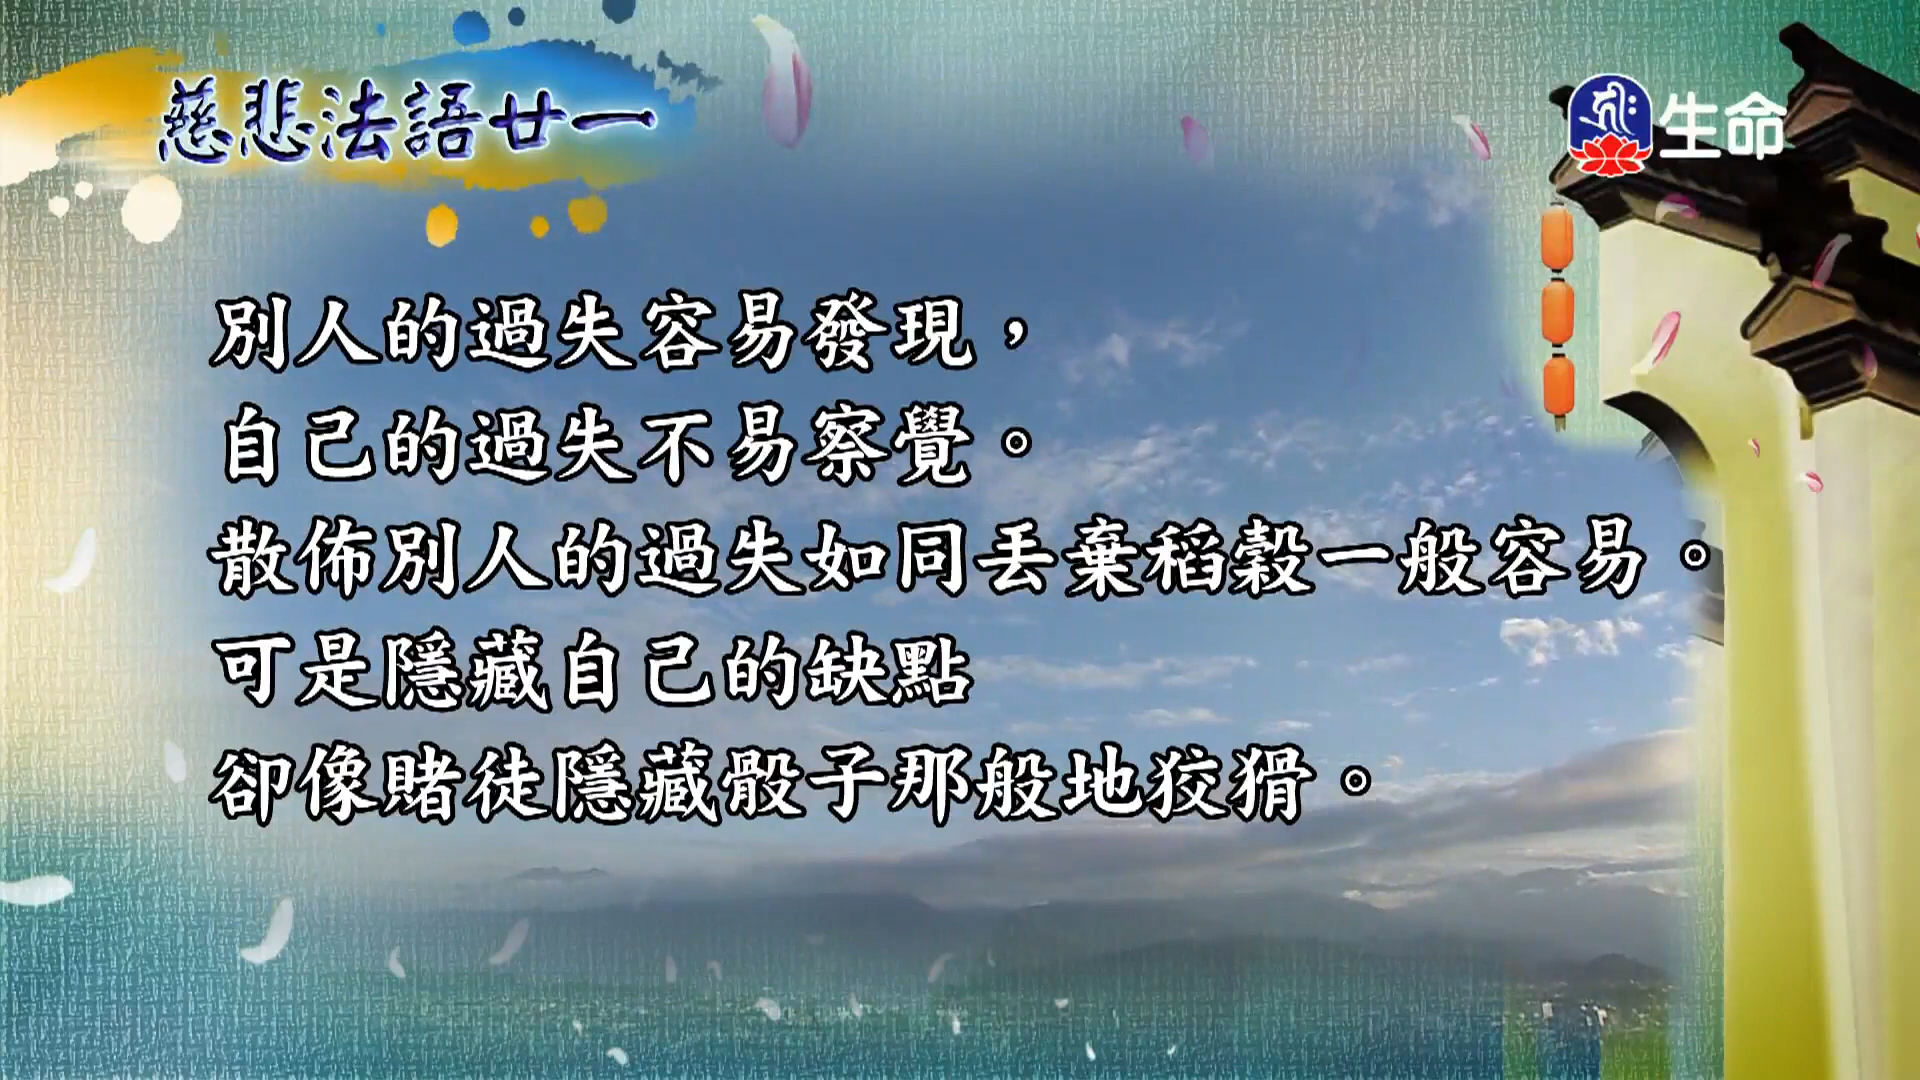 慈悲法語廿一
生命
別人的過失容易發現，
自己的過失不易察覺。
散佈別人的過失如同丟棄稻穀一般容易。
可是隱藏自己的缺點
卻像賭徒隱藏骰子那般地狡猾。